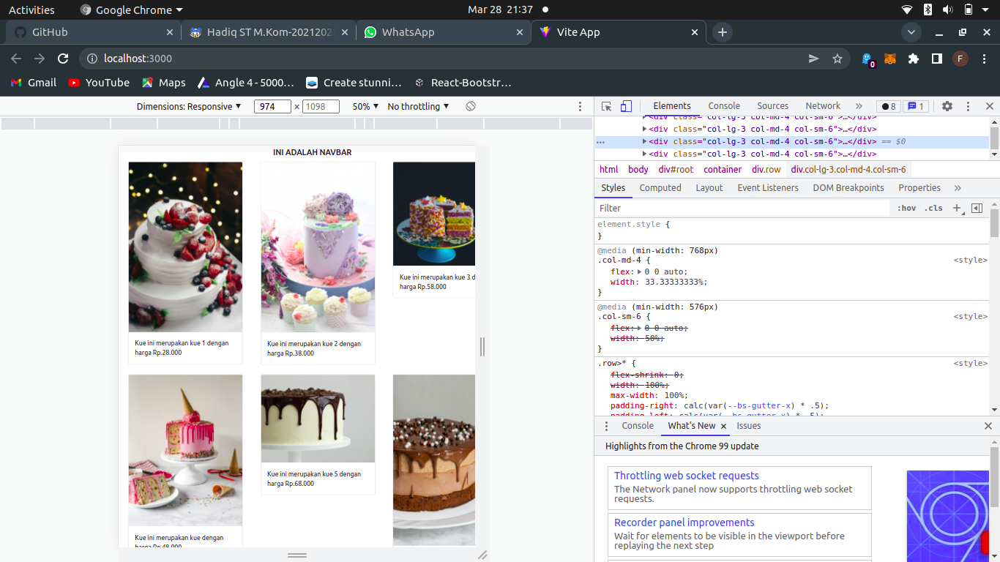 Activities
Google Chrome
Mar 28 21:37
GitHub
Hadiq ST M.Kom-2021202
WhatsApp
Vite App
localhost:3000
0
F
Gmail
YouTube
Maps
Angle 4 - 5000…
Create stunni…
React-Bootstr…
Dimensions: Responsive
974 × 1098
50%
No throttling
INI ADALAH NAVBAR
Kue ini merupakan kue 1 dengan
harga Rp.28.000
Kue ini merupakan kue 2 dengan
harga Rp.38.000
Kue ini merupakan kue 3 d
harga Rp.58.000
Kue ini merupakan kue dengan
harga Rp.48.000
Kue ini merupakan kue 5 dengan
harga Rp.68.000
Elements
Console
Sources
Network
»
8
1
<div class="col-lg-3 col-md-4 col-sm-6">…</div>
<div class="col-lg-3 col-md-4 col-sm-6">…</div>
<div class="col-lg-3 col-md-4 col-sm-6">…</div> == $0
<div class="col-lg-3 col-md-4 col-sm-6">…</div>
html body div#root container div.row div.col-lg-3.col-md-4.col-sm-6
Styles
Computed
Layout
Event Listeners
DOM Breakpoints
Properties
»
Filter
:hov .cls +
element.style {
}
@media (min-width: 768px)
.col-md-4 { <style>
flex: 0 0 auto;
width: 33.33333333%;
}
@media (min-width: 576px)
.col-sm-6 { <style>
flex: 0 0 auto;
width: 50%;
}
.row>* { <style>
flex-shrink: 0;
width: 100%;
max-width: 100%;
padding-right: calc(var(--bs-gutter-x) * .5);
padding-left: calc(var(--bs-gutter-x) * .5);
Console
What's New
Issues
Highlights from the Chrome 99 update
Throttling web socket requests
The Network panel now supports throttling web socket
requests.
Recorder panel improvements
Wait for elements to be visible in the viewport before
replaying the next step